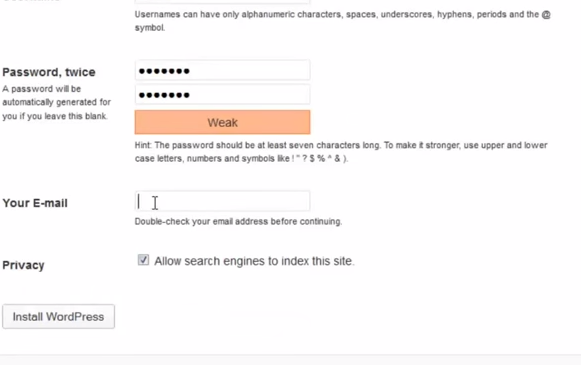 Usernames can have only alphanumeric characters, spaces, underscores, hyphens, periods and the @
symbol.
Password, twice
A password will be
automatically generated for
you if you leave this blank.
•••••••
•••••••
Weak
Hint: The password should be at least seven characters long. To make it stronger, use upper and lower
case letters, numbers and symbols like ! " ? $ % ^ & ).
Your E-mail
Double-check your email address before continuing.
Privacy
Allow search engines to index this site.
Install WordPress